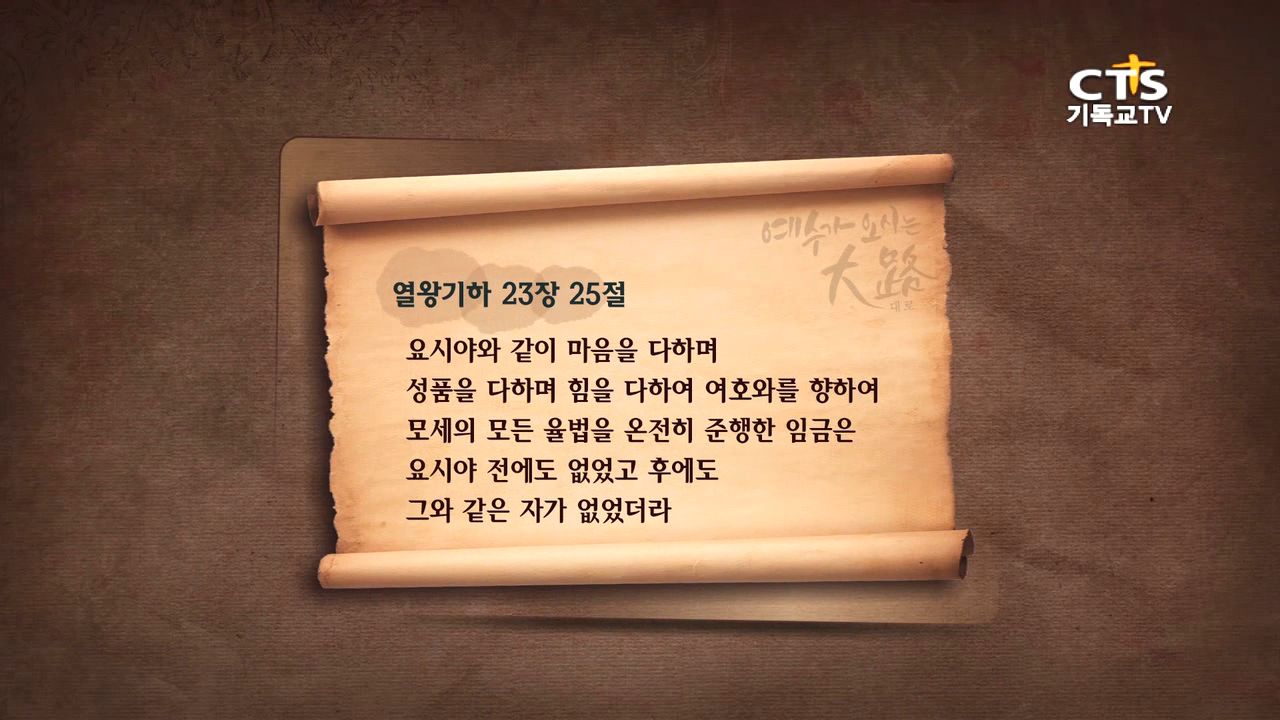 CTS
기독교TV
예수가 오시는
大路
대로
열왕기하 23장 25절
요시야와 같이 마음을 다하며
성품을 다하며 힘을 다하여 여호와를 향하여
모세의 모든 율법을 온전히 준행한 임금은
요시야 전에도 없었고 후에도
그와 같은 자가 없었더라